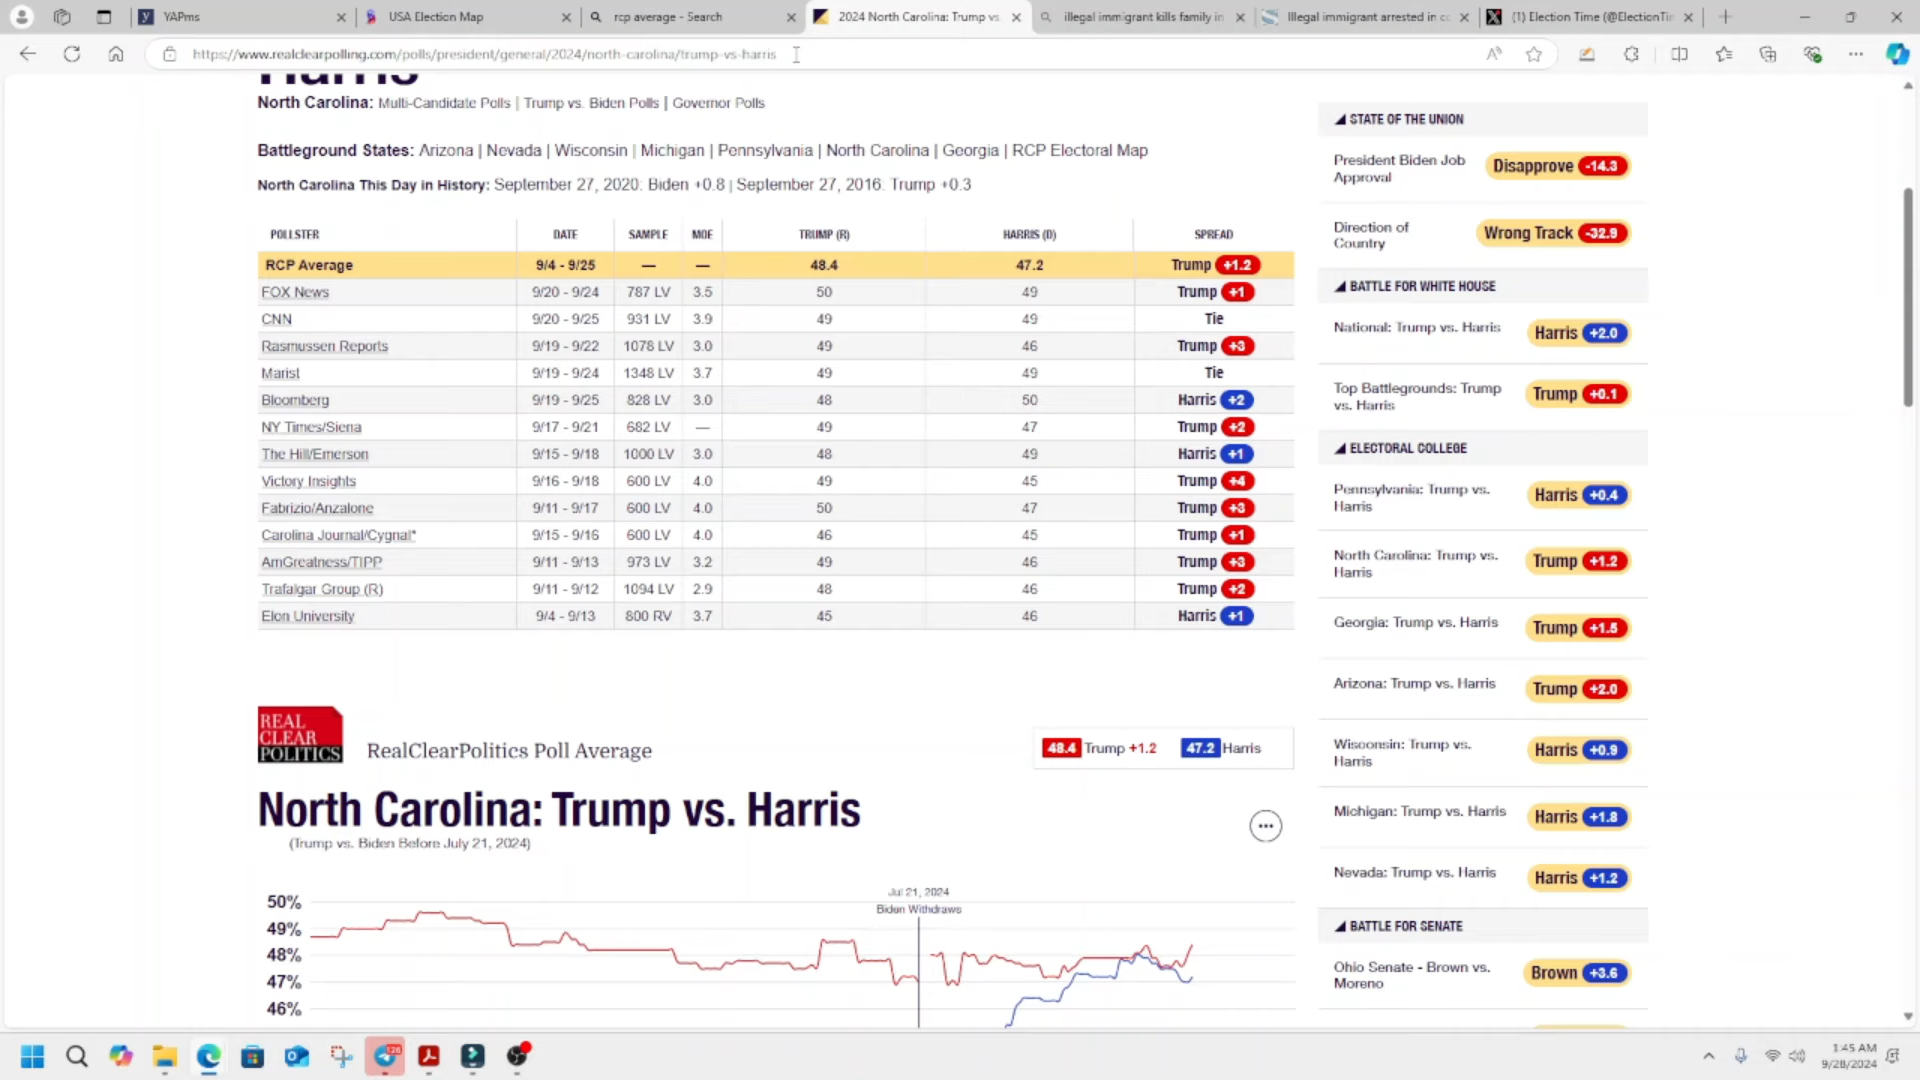 YAPms
USA Election Map
rcp average - Search
2024 North Carolina: Trump vs.
illegal immigrant kills family in
Illegal immigrant arrested in cc
(1) Election Time (@ElectionTim
https://www.realclearpolling.com/polls/president/general/2024/north-carolina/trump-vs-harris
Harris
North Carolina: Multi-Candidate Polls | Trump vs. Biden Polls | Governor Polls
Battleground States: Arizona | Nevada | Wisconsin | Michigan | Pennsylvania | North Carolina | Georgia | RCP Electoral Map
North Carolina This Day in History: September 27, 2020: Biden +0.8 | September 27, 2016: Trump +0.3
POLLSTER DATE SAMPLE MOE TRUMP (R) HARRIS (D) SPREAD
RCP Average 9/4 - 9/25 — — 48.4 47.2 Trump +1.2
FOX News 9/20 - 9/24 787 LV 3.5 50 49 Trump +1
CNN 9/20 - 9/25 931 LV 3.9 49 49 Tie
Rasmussen Reports 9/19 - 9/22 1078 LV 3.0 49 46 Trump +3
Marist 9/19 - 9/24 1348 LV 3.7 49 49 Tie
Bloomberg 9/19 - 9/25 828 LV 3.0 48 50 Harris +2
NY Times/Siena 9/17 - 9/21 682 LV — 49 47 Trump +2
The Hill/Emerson 9/15 - 9/18 1000 LV 3.0 48 49 Harris +1
Victory Insights 9/16 - 9/18 600 LV 4.0 49 45 Trump +4
Fabrizio/Anzalone 9/11 - 9/17 600 LV 4.0 50 47 Trump +3
Carolina Journal/Cygnal* 9/15 - 9/16 600 LV 4.0 46 45 Trump +1
AmGreatness/TIPP 9/11 - 9/13 973 LV 3.2 49 46 Trump +3
Trafalgar Group (R) 9/11 - 9/12 1094 LV 2.9 48 46 Trump +2
Elon University 9/4 - 9/13 800 RV 3.7 45 46 Harris +1
REAL
CLEAR
POLITICS
RealClearPolitics Poll Average
48.4 Trump +1.2 47.2 Harris
North Carolina: Trump vs. Harris
(Trump vs. Biden Before July 21, 2024)
Jul 21, 2024
Biden Withdraws
50%
49%
48%
47%
46%
STATE OF THE UNION
President Biden Job
Approval
Disapprove -14.3
Direction of
Country
Wrong Track -32.9
BATTLE FOR WHITE HOUSE
National: Trump vs. Harris
Harris +2.0
Top Battlegrounds: Trump
vs. Harris
Trump +0.1
ELECTORAL COLLEGE
Pennsylvania: Trump vs.
Harris
Harris +0.4
North Carolina: Trump vs.
Harris
Trump +1.2
Georgia: Trump vs. Harris
Trump +1.5
Arizona: Trump vs. Harris
Trump +2.0
Wisconsin: Trump vs.
Harris
Harris +0.9
Michigan: Trump vs. Harris
Harris +1.8
Nevada: Trump vs. Harris
Harris +1.2
BATTLE FOR SENATE
Ohio Senate - Brown vs.
Moreno
Brown +3.6
1:45 AM
9/28/2024